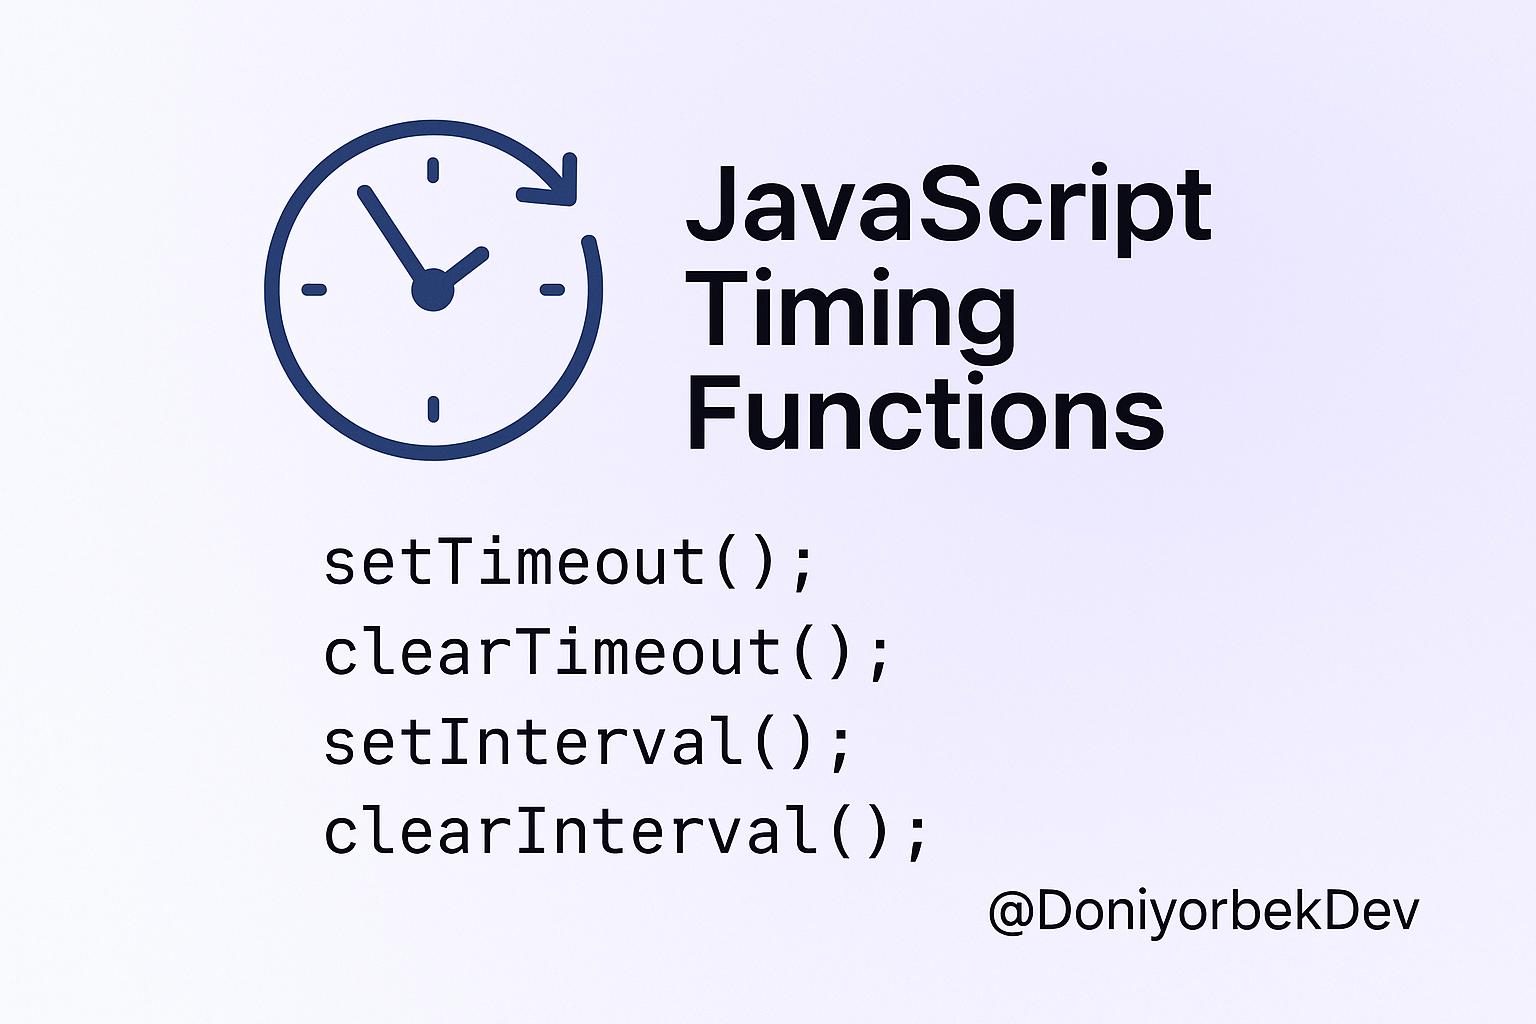 JavaScript
Timing
Functions
setTimeout();
clearTimeout();
setInterval();
clearInterval();
@DoniyorbekDev